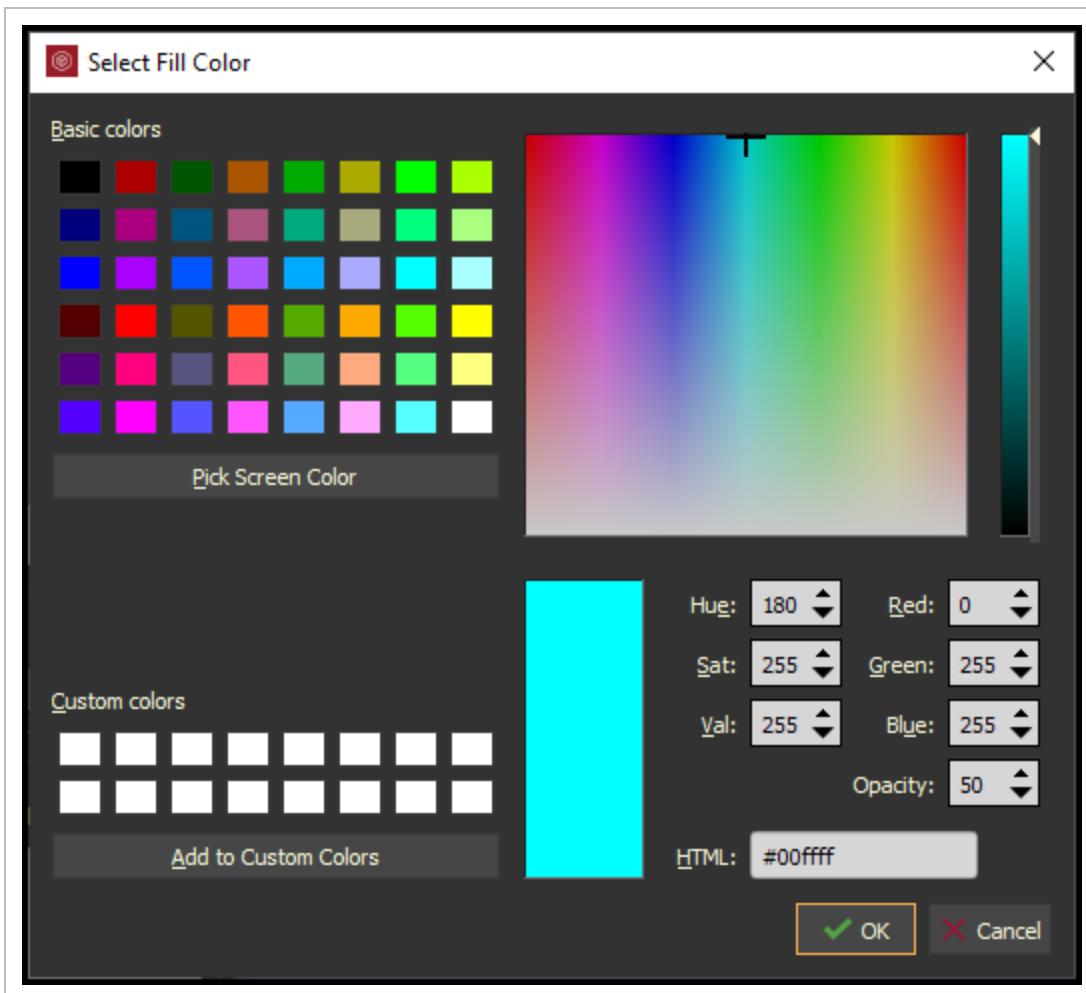 Select Fill Color
Basic colors
Pick Screen Color
Custom colors
Add to Custom Colors
Hue: 180 Red: 0
Sat: 255 Green: 255
Val: 255 Blue: 255
Opacity: 50
HTML: #00ffff
OK Cancel